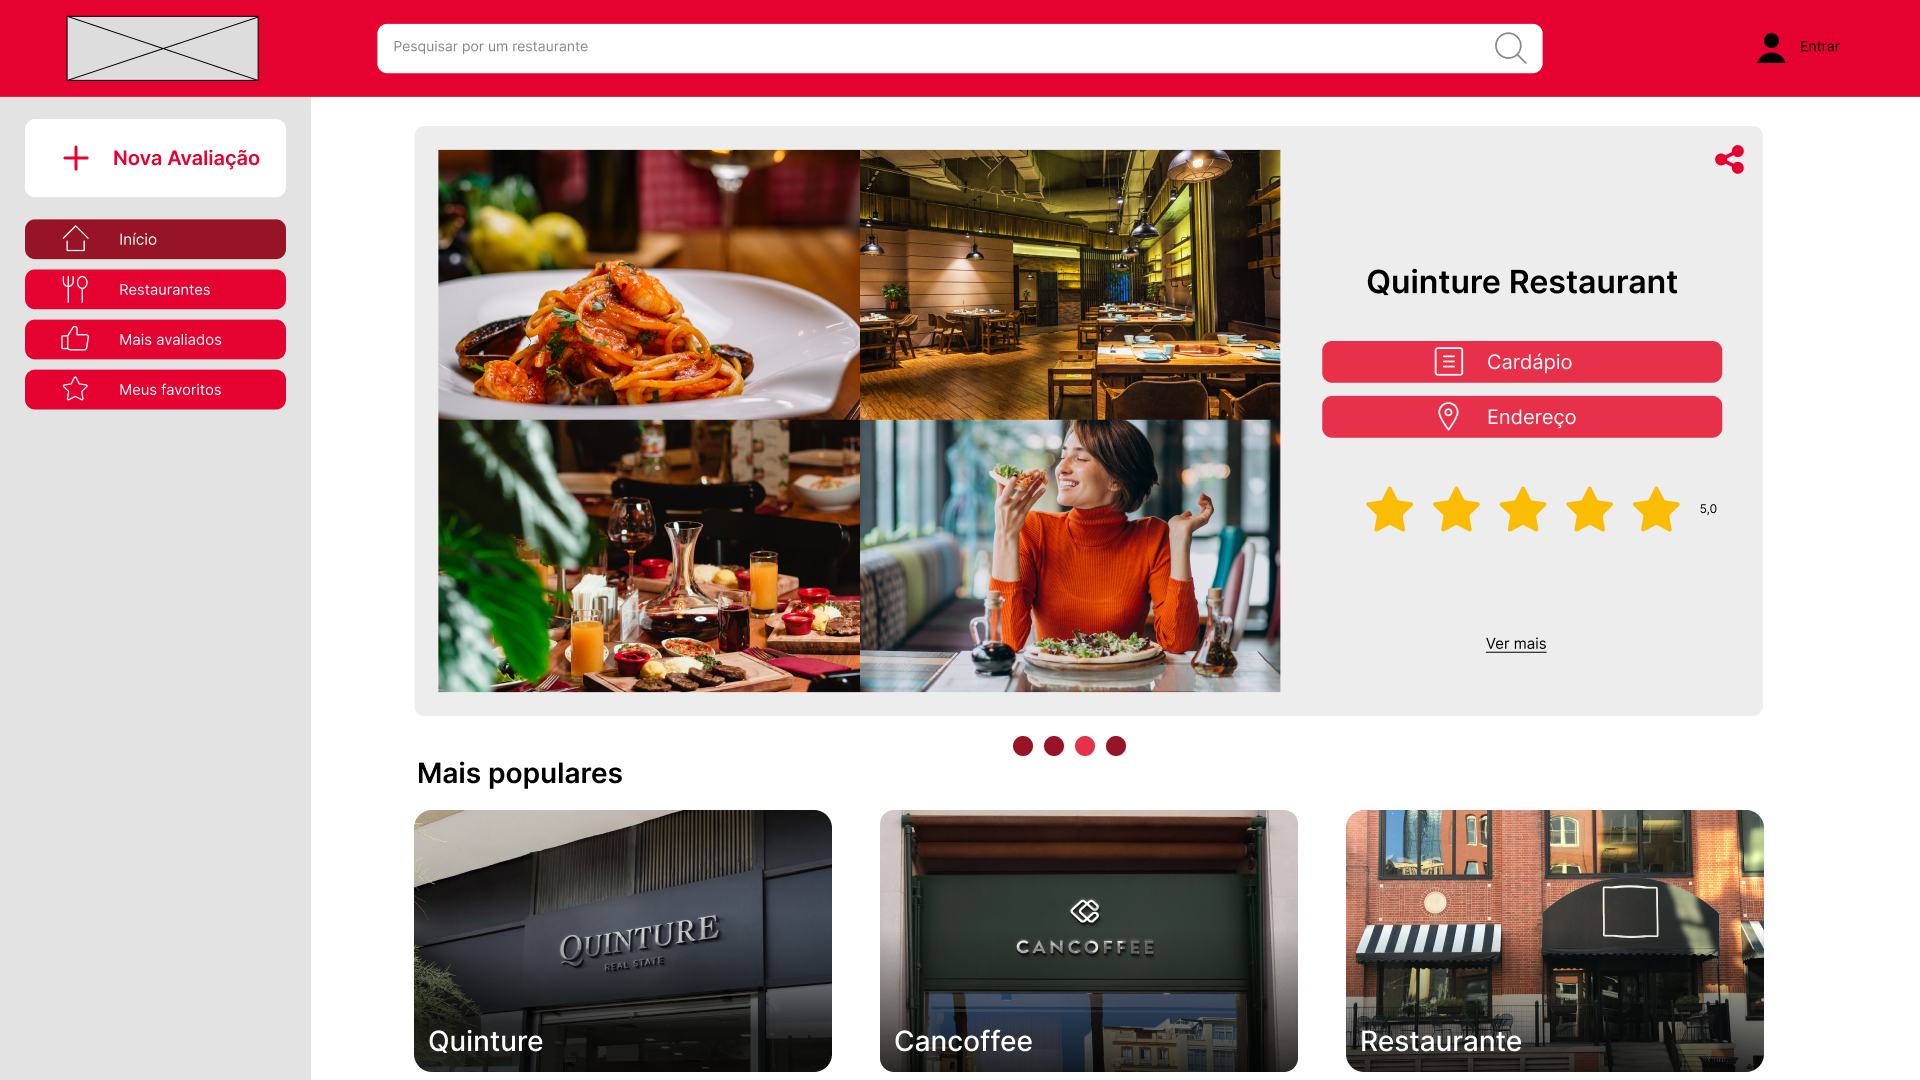 Pesquisar por um restaurante
Entrar
Nova Avaliação
Início
Restaurantes
Mais avaliados
Meus favoritos
Quinture Restaurant
Cardápio
Endereço
5,0
Ver mais
Mais populares
QUINTURE
REAL STATE
Quinture
CANCOFFEE
Cancoffee
Restaurante